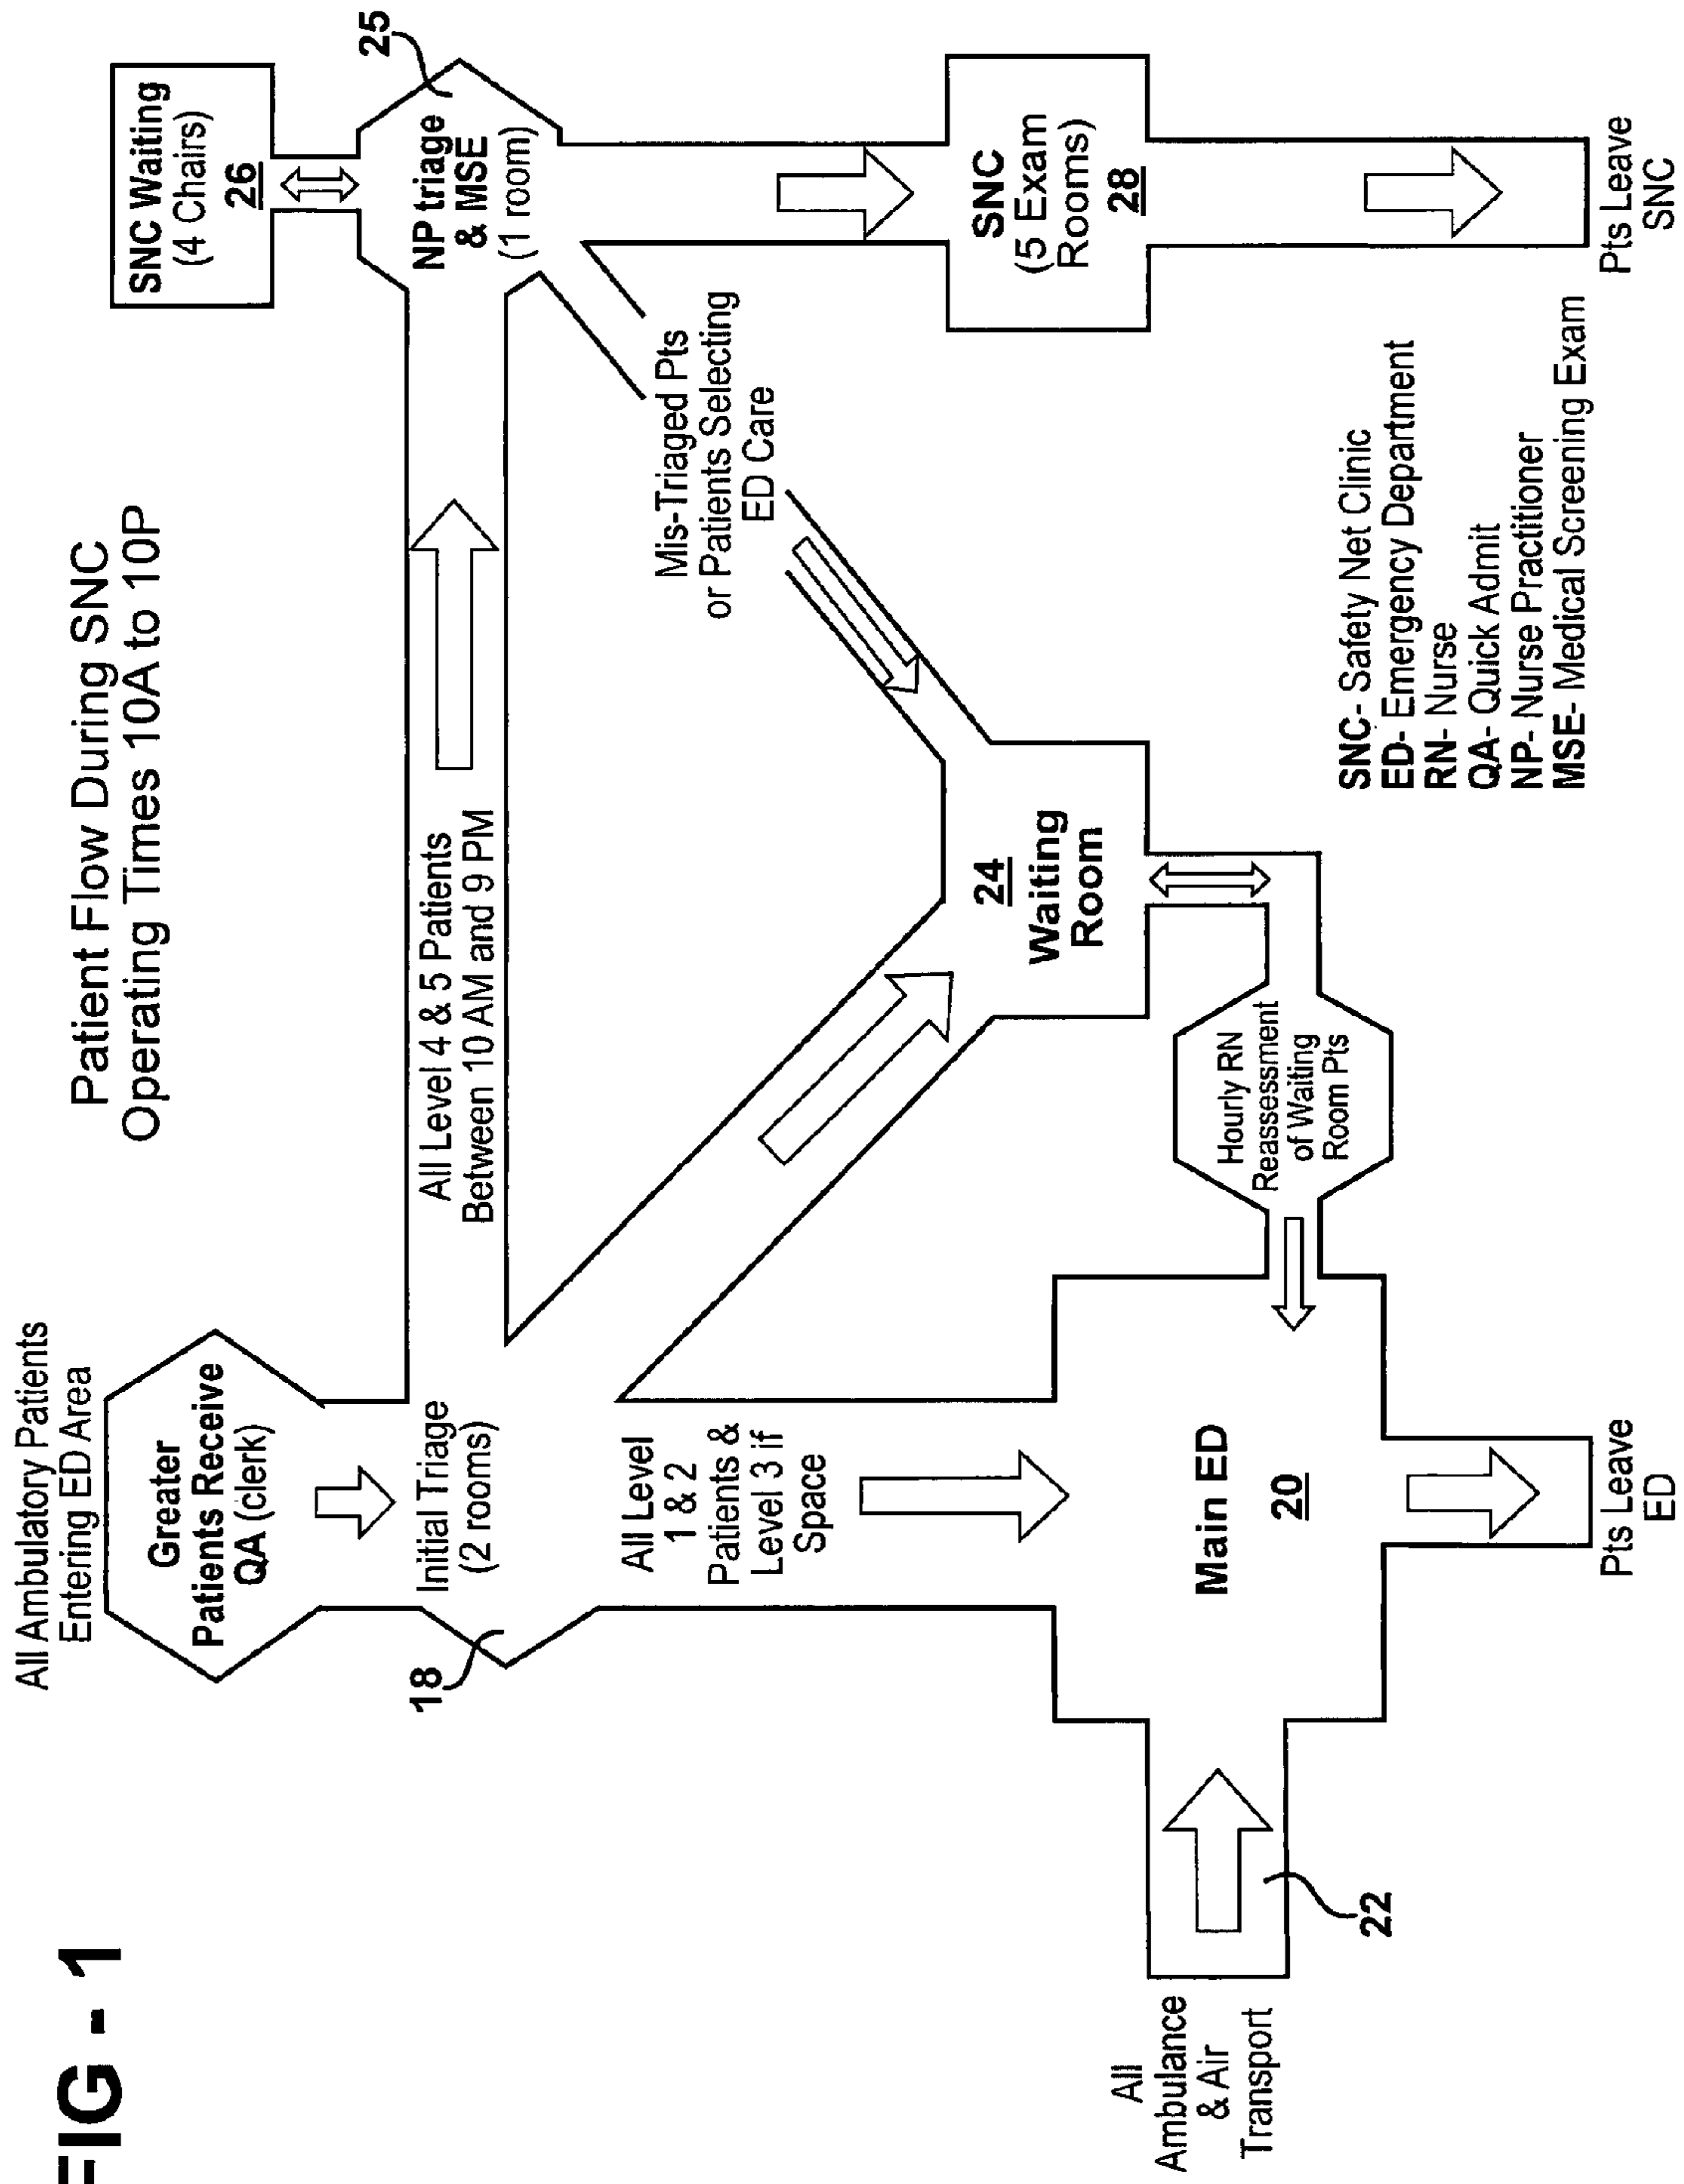 FIG - 1
Patient Flow During SNC
Operating Times 10A to 10P
All Ambulatory Patients
Entering ED Area
Greater
Patients Receive
QA (clerk)
SNC Waiting
(4 Chairs)
26
25
18
Initial Triage
(2 rooms)
All Level 4 & 5 Patients
Between 10 AM and 9 PM
NP triage
& MSE
(1 room)
All Level
1 & 2
Patients &
Level 3 if
Space
Mis-Triaged Pts
or Patients Selecting
ED Care
24
Waiting
Room
SNC
(5 Exam
Rooms)
28
All
Ambulance
& Air
Transport
22
Main ED
20
Hourly RN
Reassessment
of Waiting
Room Pts
SNC- Safety Net Clinic
ED- Emergency Department
RN- Nurse
QA- Quick Admit
NP- Nurse Practitioner
MSE- Medical Screening Exam
Pts Leave
ED
Pts Leave
SNC